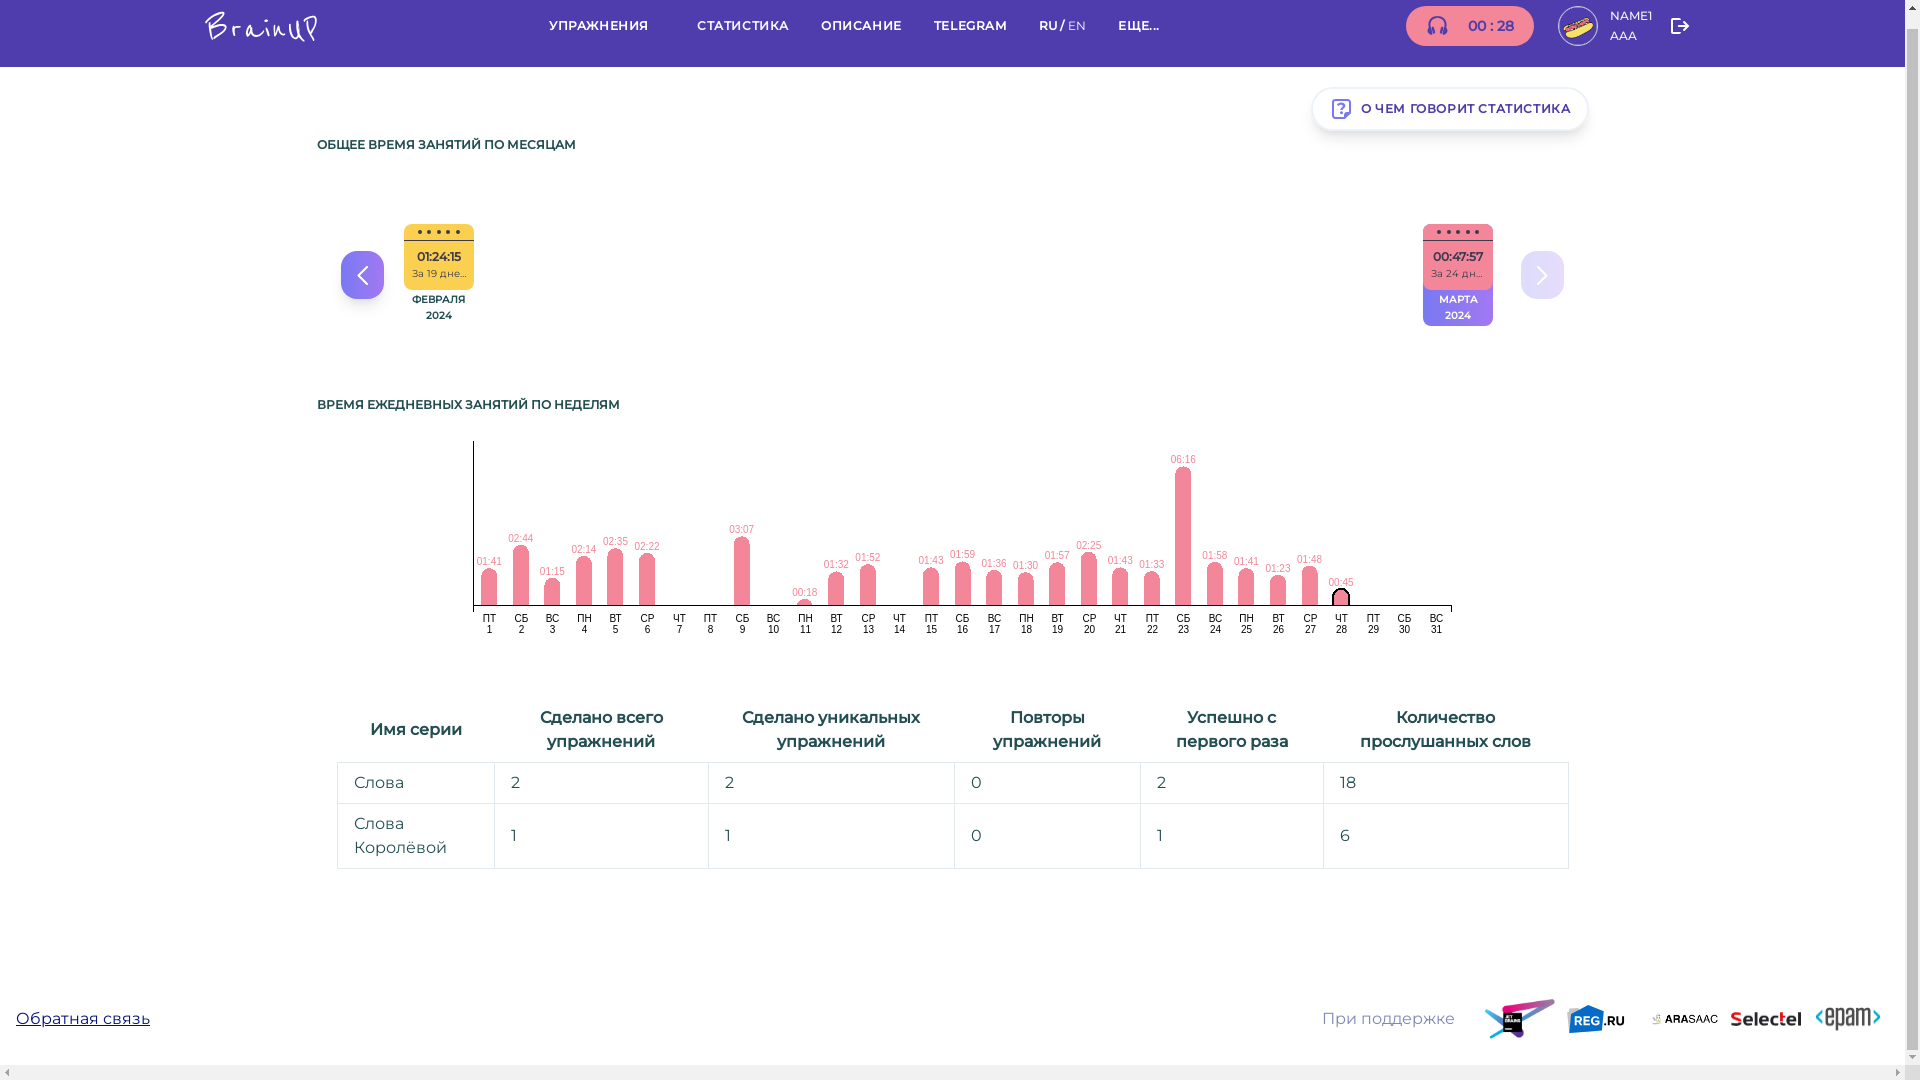 BrainUP
УПРАЖНЕНИЯ
СТАТИСТИКА
ОПИСАНИЕ
TELEGRAM
RU / EN
ЕЩЕ...
00 : 28
NAME1
AAA
О ЧЕМ ГОВОРИТ СТАТИСТИКА
ОБЩЕЕ ВРЕМЯ ЗАНЯТИЙ ПО МЕСЯЦАМ
01:24:15
За 19 дне...
ФЕВРАЛЯ
2024
00:47:57
За 24 дн...
МАРТА
2024
ВРЕМЯ ЕЖЕДНЕВНЫХ ЗАНЯТИЙ ПО НЕДЕЛЯМ
01:41 02:44 01:15 02:14 02:35 02:22 03:07 00:18 01:32 01:52 01:43 01:59 01:36 01:30 01:57 02:25 01:43 01:33 06:16 01:58 01:41 01:23 01:48 00:45
ПТ СБ ВС ПН ВТ СР ЧТ ПТ СБ ВС ПН ВТ СР ЧТ ПТ СБ ВС ПН ВТ СР ЧТ ПТ СБ ВС ПН ВТ СР ЧТ ПТ СБ ВС
1 2 3 4 5 6 7 8 9 10 11 12 13 14 15 16 17 18 19 20 21 22 23 24 25 26 27 28 29 30 31
Имя серии
Сделано всего
упражнений
Сделано уникальных
упражнений
Повторы
упражнений
Успешно с
первого раза
Количество
прослушанных слов
Слова 2 2 0 2 18
Слова
Королёвой
1 1 0 1 6
Обратная связь
При поддержке
JET
BRAINS
REG.RU
ARASAAC
Selectel
<epam>